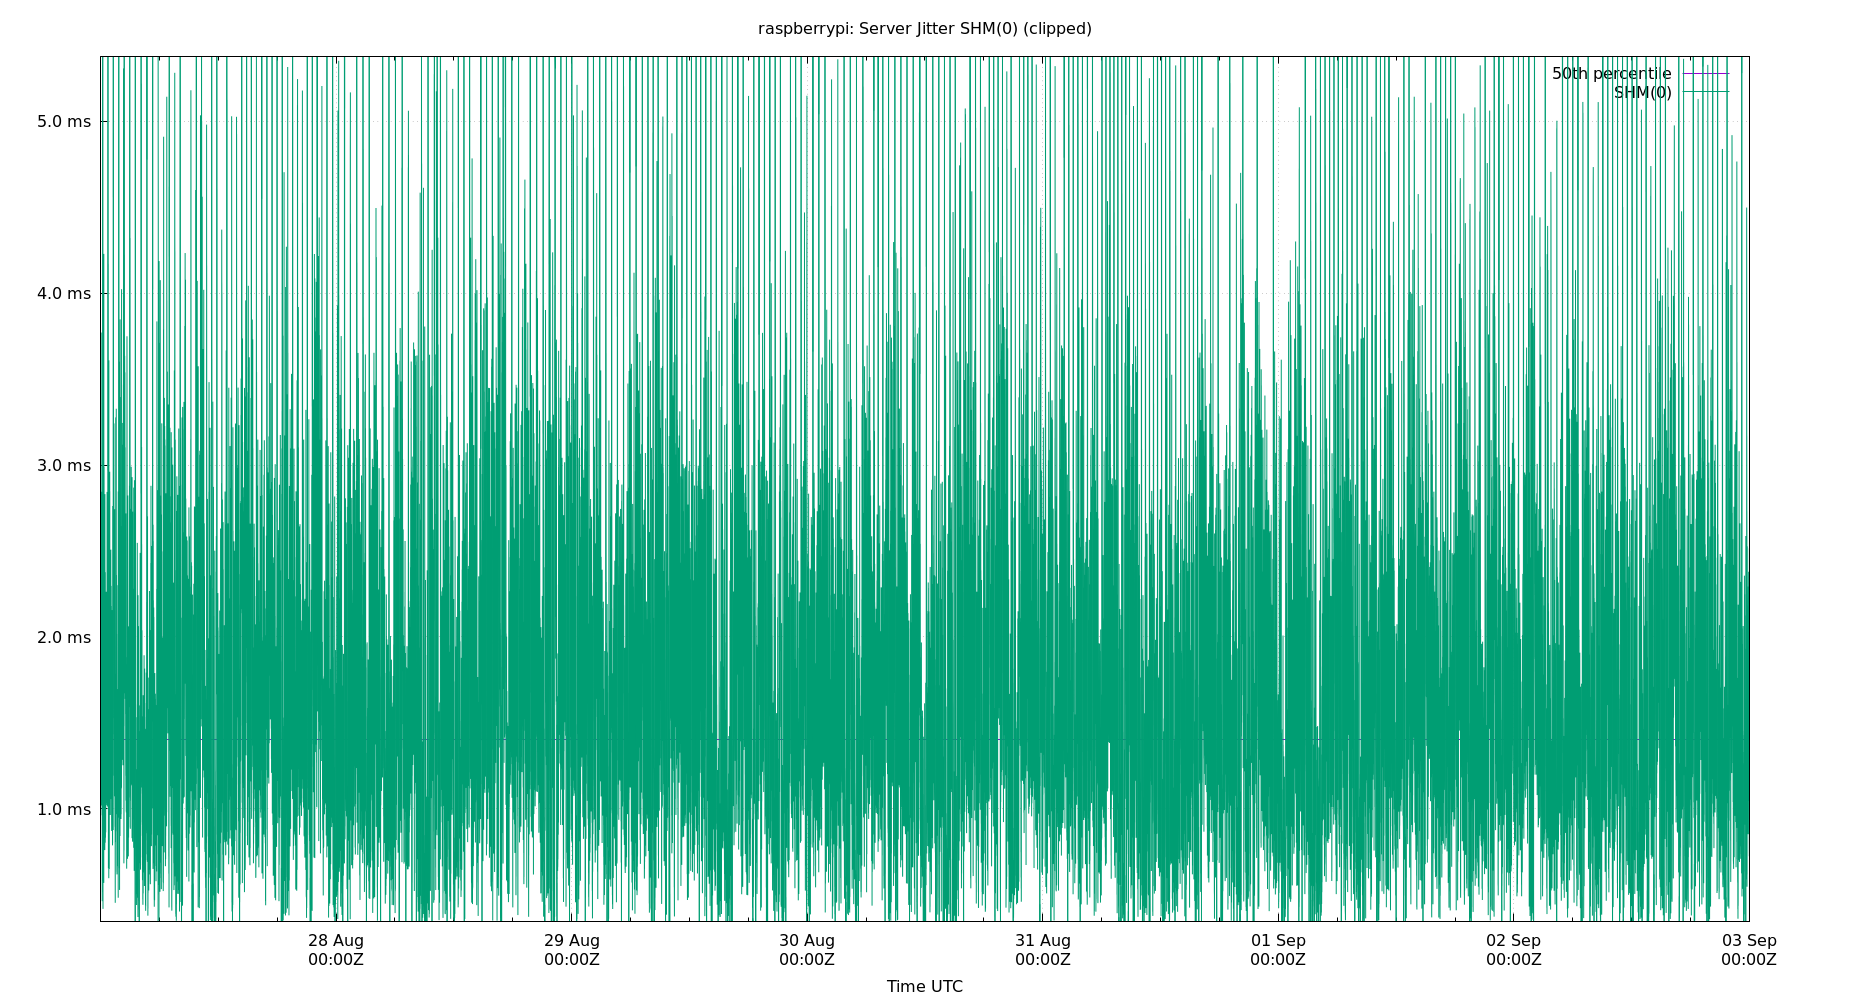 raspberrypi: Server Jitter SHM(0) (clipped)
50th percentile
SHM(0)
5.0 ms
4.0 ms
3.0 ms
2.0 ms
1.0 ms
28 Aug 29 Aug 30 Aug 31 Aug 01 Sep 02 Sep 03 Sep
00:00Z 00:00Z 00:00Z 00:00Z 00:00Z 00:00Z 00:00Z
Time UTC